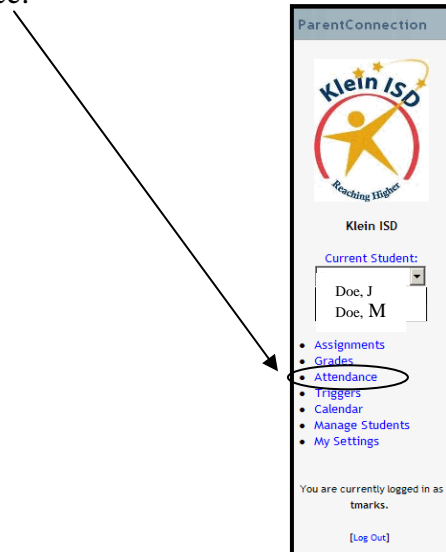 ParentConnection
Klein ISD
Reaching Higher
Klein ISD
Current Student:
Doe, J
Doe, M
Assignments
Grades
Attendance
Triggers
Calendar
Manage Students
My Settings
You are currently logged in as
tmarks.
[Log Out]